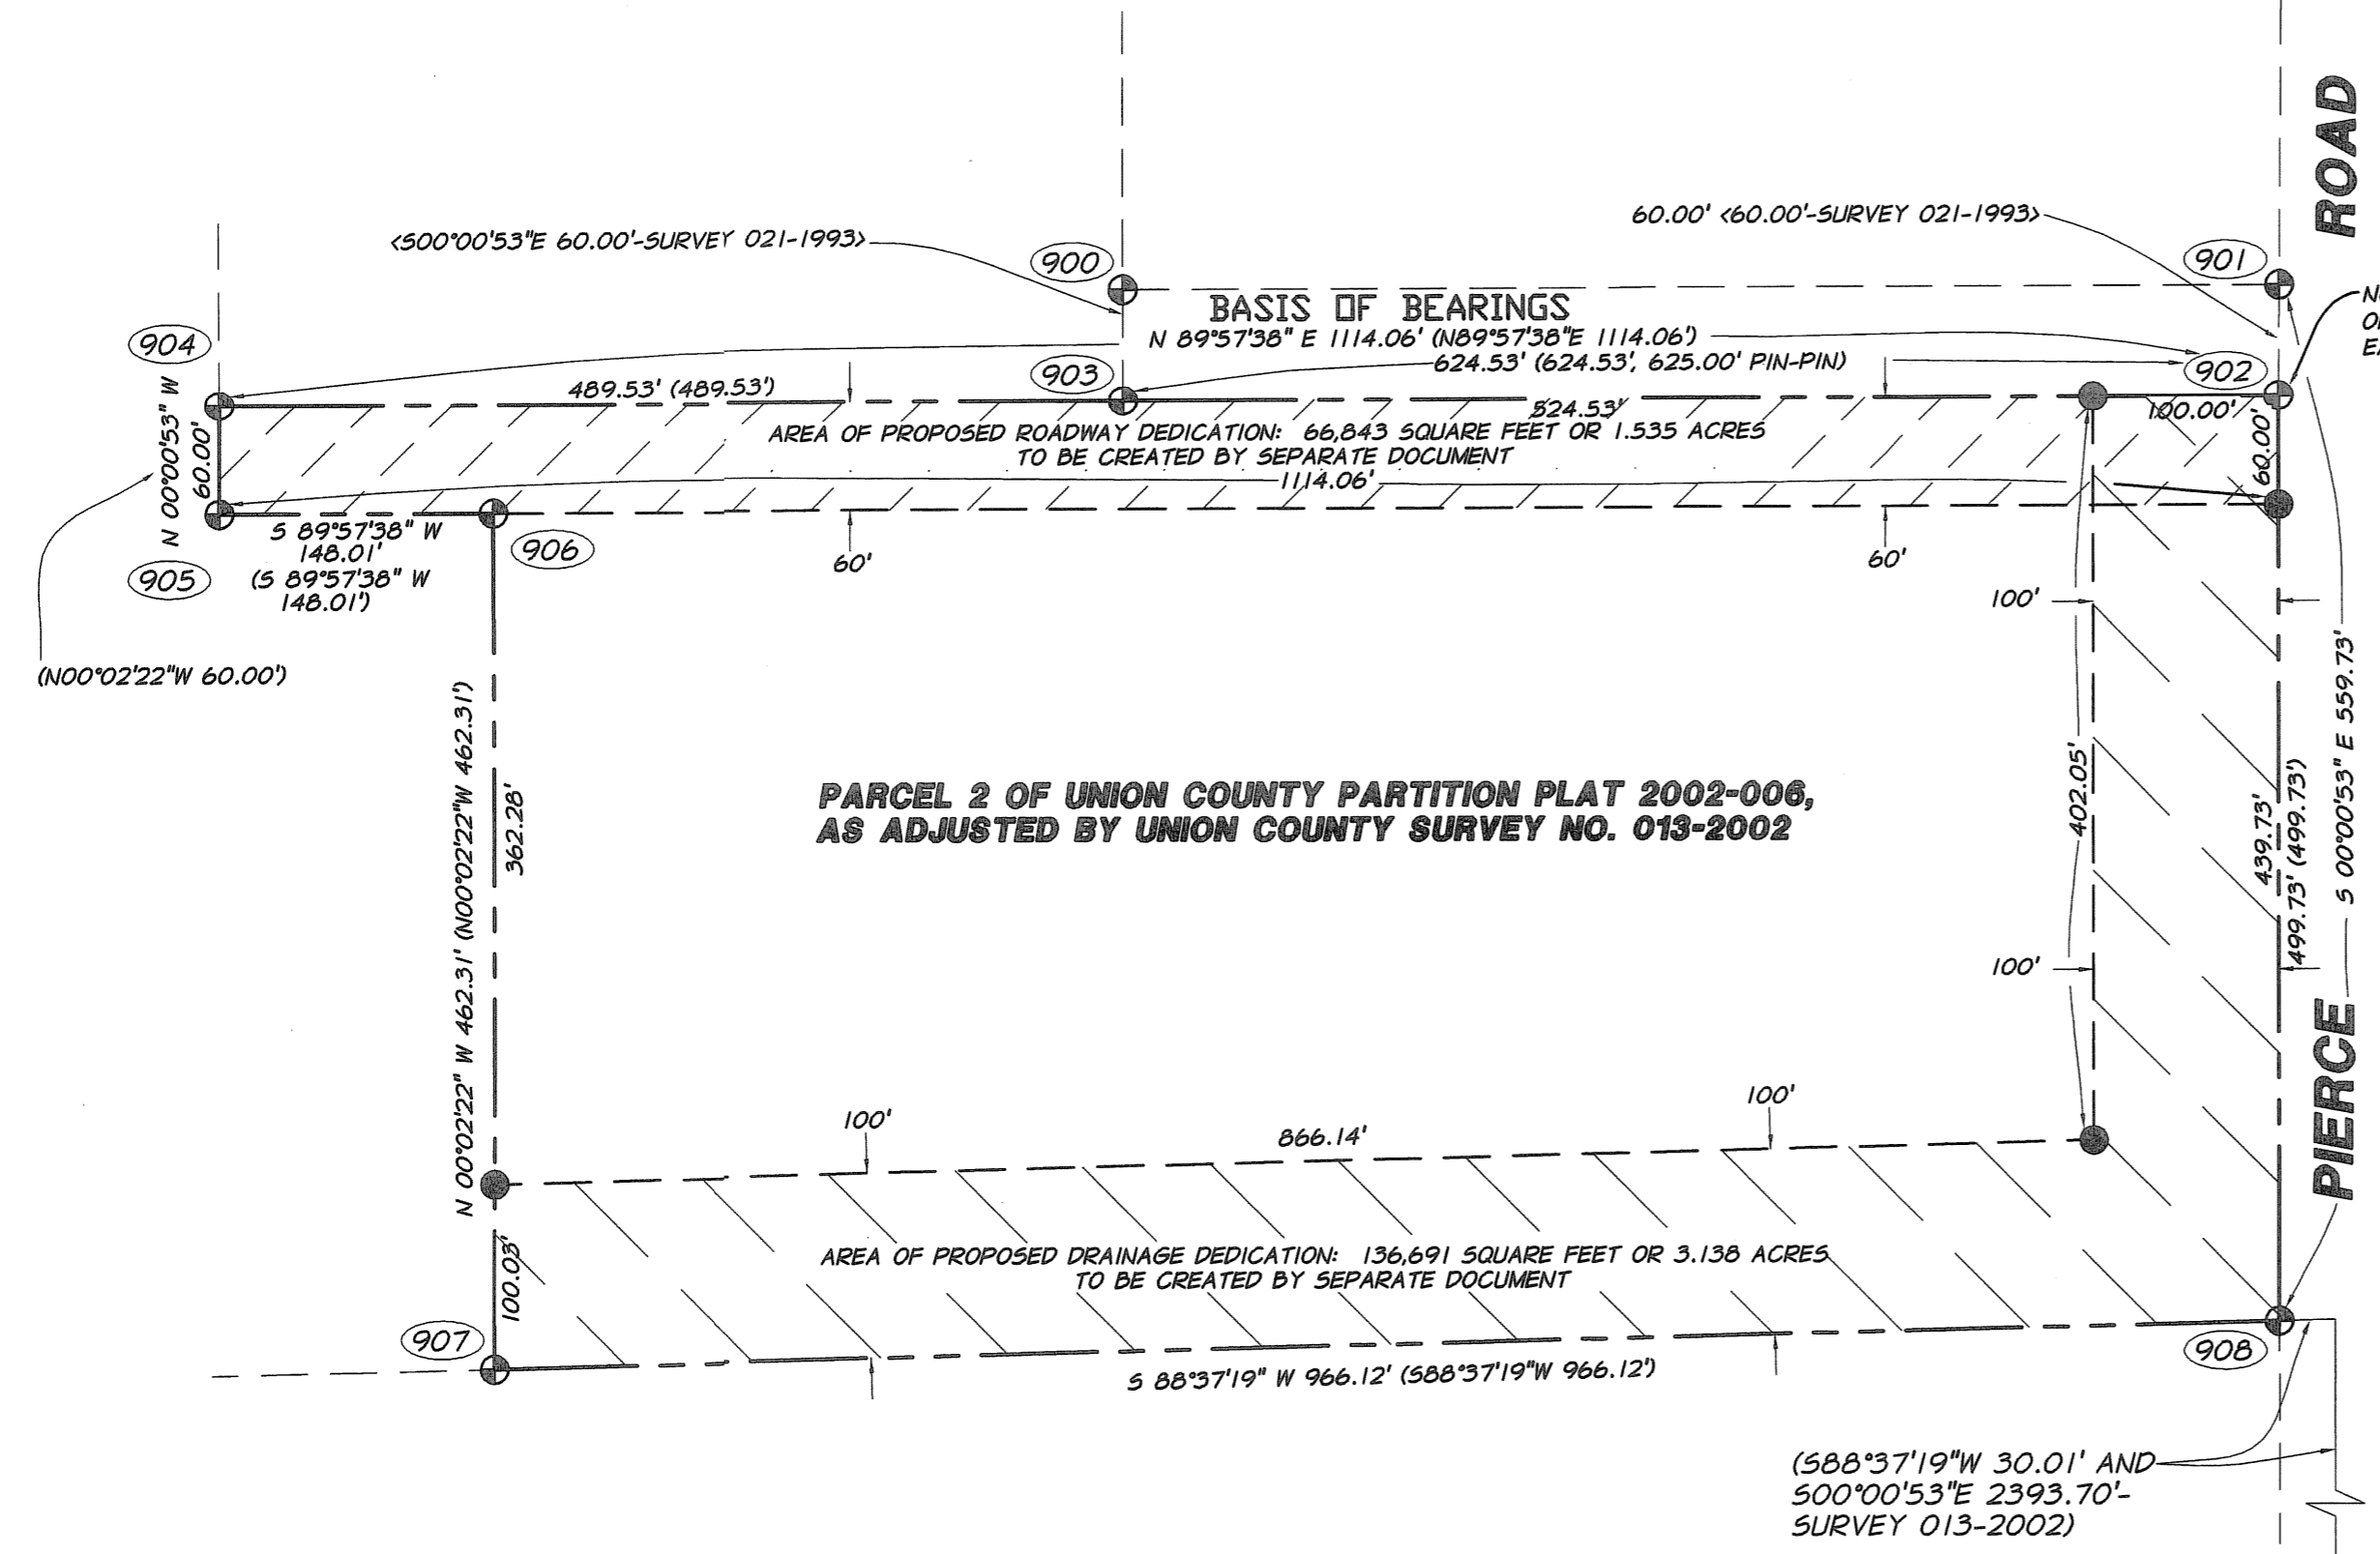 ROAD
60.00' <60.00'-SURVEY 021-1993>
<S00°00'53"E 60.00'-SURVEY 021-1993>
900
901
BASIS OF BEARINGS
N 89°57'38" E 1114.06' (N89°57'38"E 1114.06')
624.53' (624.53', 625.00' PIN-PIN)
904
903
902
489.53' (489.53')
524.53'
100.00'
N 00°00'53" W
60.00'
60.00'
AREA OF PROPOSED ROADWAY DEDICATION: 66,843 SQUARE FEET OR 1.535 ACRES
TO BE CREATED BY SEPARATE DOCUMENT
1114.06'
S 89°57'38" W
148.01'
(S 89°57'38" W
148.01')
905
906
60'
60'
100'
(N00°02'22"W 60.00')
N 00°02'22" W 462.31' (N00°02'22"W 462.31')
362.28'
PARCEL 2 OF UNION COUNTY PARTITION PLAT 2002-006,
AS ADJUSTED BY UNION COUNTY SURVEY NO. 013-2002
402.05'
439.73'
499.73' (499.73')
S 00°00'53" E 559.73'
100'
PIERCE
100'
100'
866.14'
100.03'
AREA OF PROPOSED DRAINAGE DEDICATION: 136,691 SQUARE FEET OR 3.138 ACRES
TO BE CREATED BY SEPARATE DOCUMENT
907
908
S 88°37'19" W 966.12' (S88°37'19"W 966.12')
(S88°37'19"W 30.01' AND
S00°00'53"E 2393.70'-
SURVEY 013-2002)